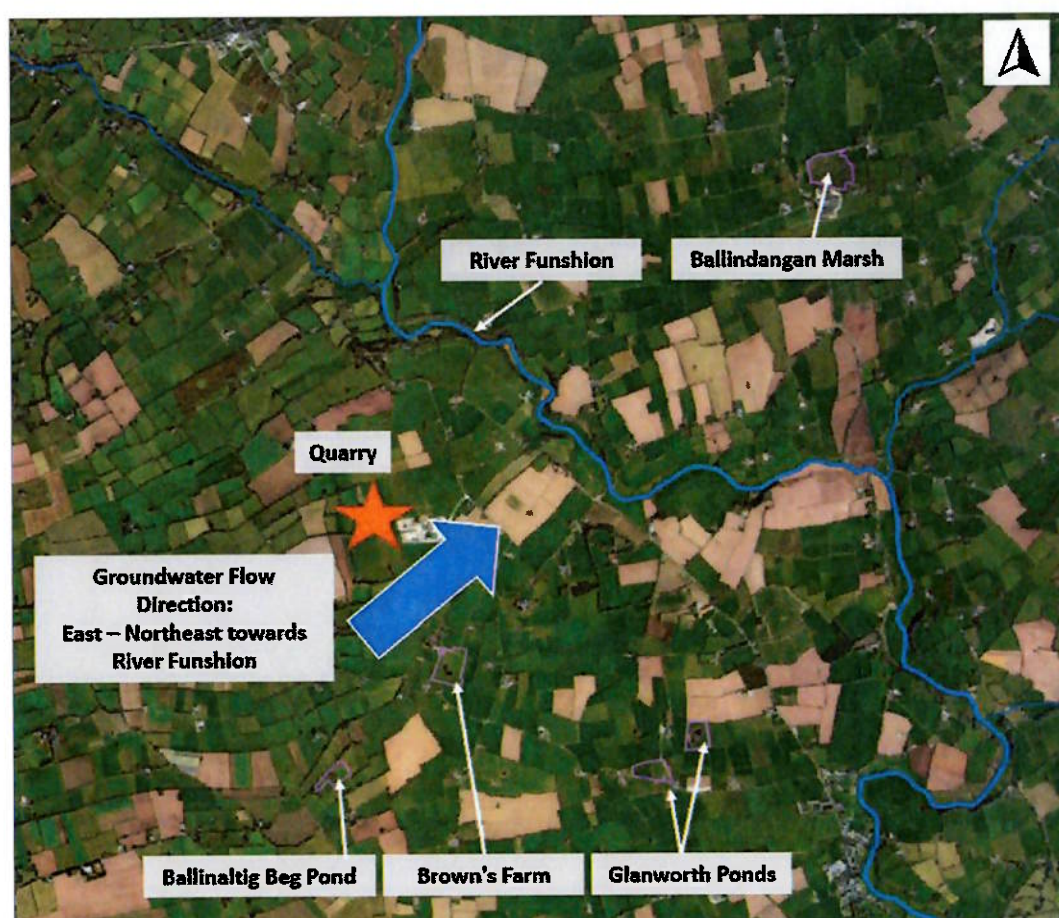 River Funshion
Ballindangan Marsh
Quarry
Groundwater Flow
Direction:
East – Northeast towards
River Funshion
Ballinaltig Beg Pond
Brown's Farm
Glanworth Ponds